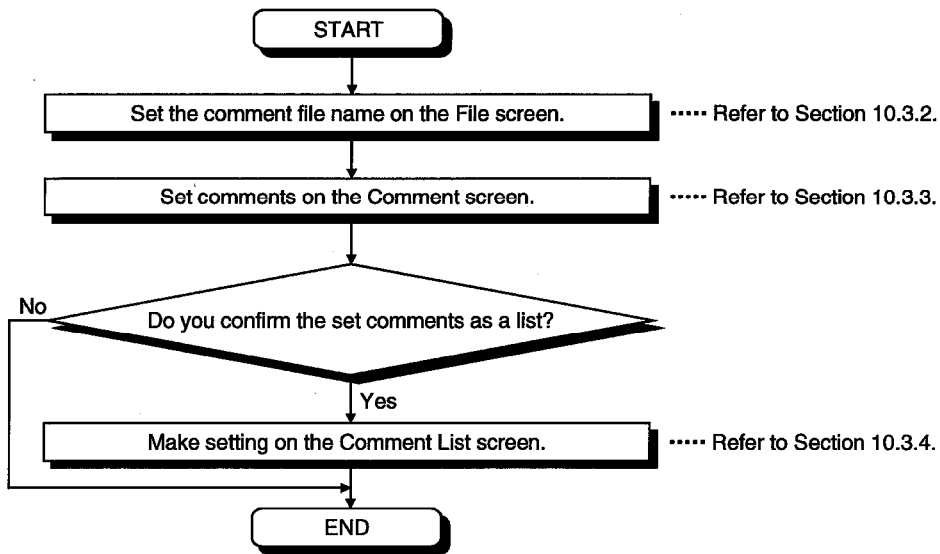 START
Set the comment file name on the File screen.
Refer to Section 10.3.2.
Set comments on the Comment screen.
Refer to Section 10.3.3.
No
Do you confirm the set comments as a list?
Yes
Make setting on the Comment List screen.
Refer to Section 10.3.4.
END